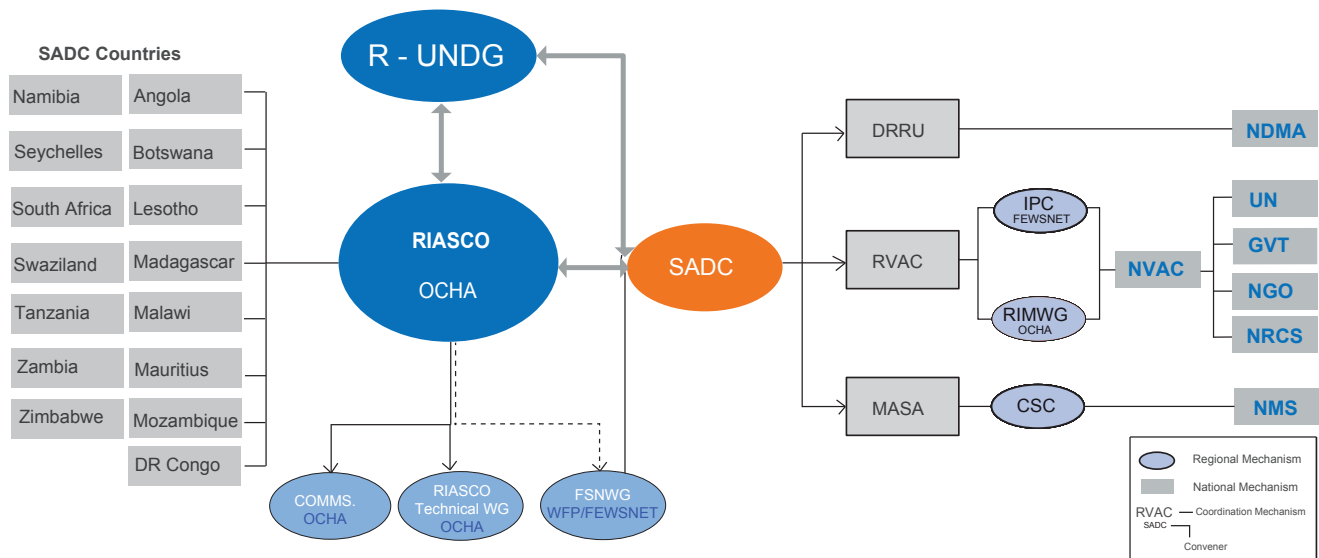 SADC Countries
Namibia
Angola
Seychelles
Botswana
South Africa
Lesotho
Swaziland
Madagascar
Tanzania
Malawi
Zambia
Mauritius
Zimbabwe
Mozambique
DR Congo
R - UNDG
RIASCO
OCHA
SADC
COMMS.
OCHA
RIASCO
Technical WG
OCHA
FSNWG
WFP/FEWSNET
DRRU
NDMA
RVAC
IPC
FEWSNET
RIMWG
OCHA
NVAC
UN
GVT
NGO
NRCS
MASA
CSC
NMS
Regional Mechanism
National Mechanism
RVAC
Coordination Mechanism
SADC
Convener